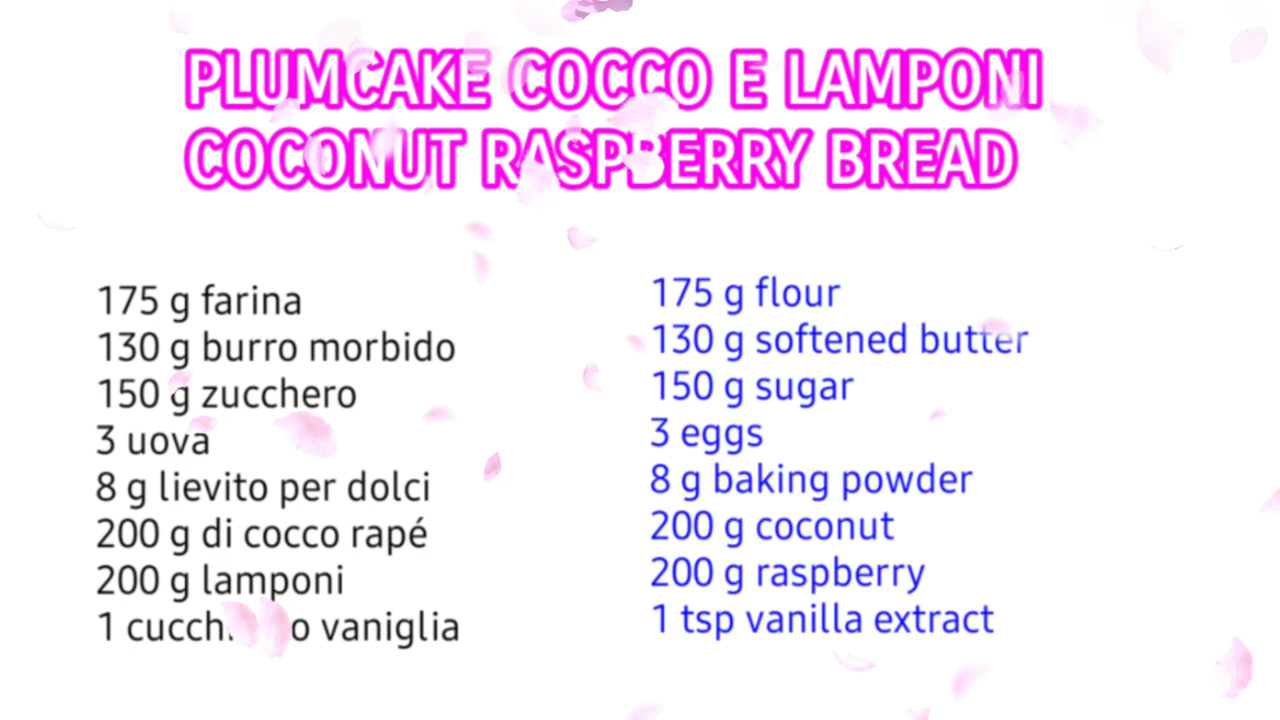 PLUMCAKE COCCO E LAMPONI
COCONUT RASPBERRY BREAD
175 g farina
130 g burro morbido
150 g zucchero
3 uova
8 g lievito per dolci
200 g di cocco rapé
200 g lamponi
1 vaniglia
175 g flour
130 g softened butter
150 g sugar
3 eggs
8 g baking powder
200 g coconut
200 g raspberry
1 tsp vanilla extract